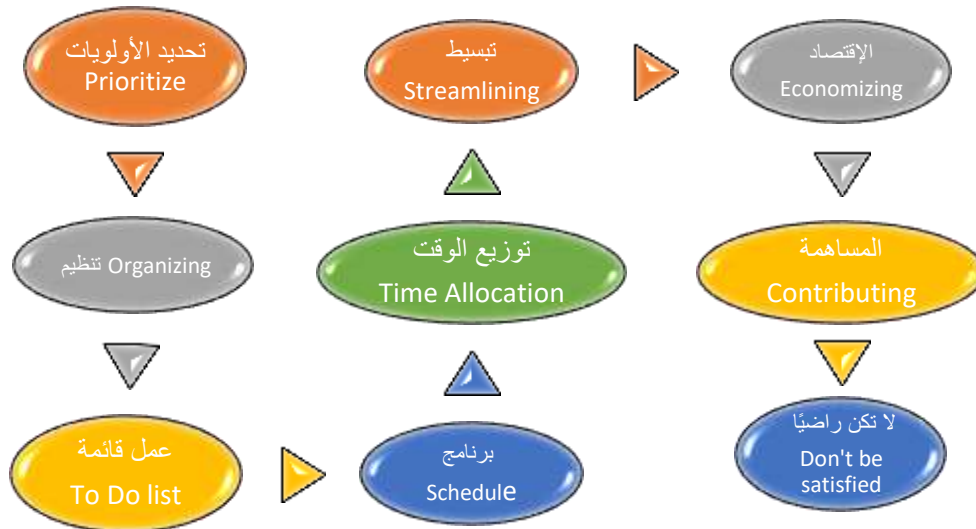 تحديد الأولويات
Prioritize
تنظيم Organizing
عمل قائمة
To Do list
برنامج
Schedule
توزيع الوقت
Time Allocation
تبسيط
Streamlining
الإقتصاد
Economizing
المساهمة
Contributing
لا تكن راضيًا
Don't be
satisfied